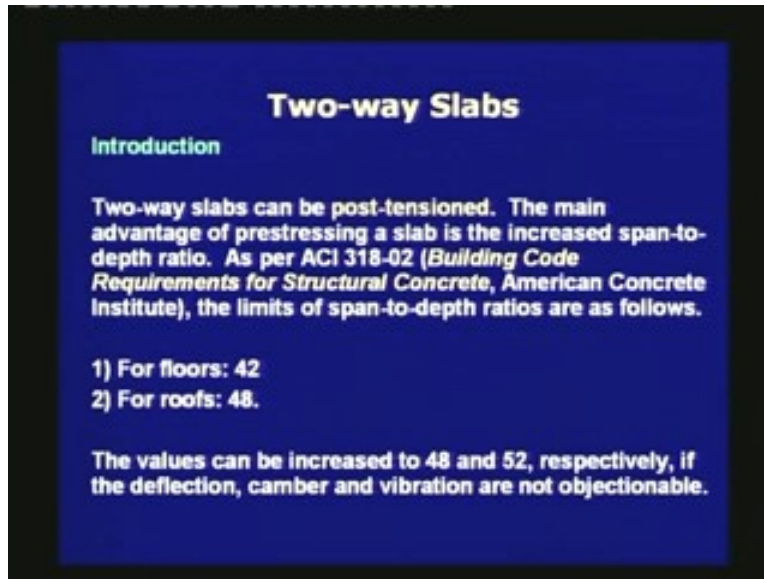 Two-way Slabs
Introduction
Two-way slabs can be post-tensioned. The main
advantage of prestressing a slab is the increased span-to-
depth ratio. As per ACI 318-02 (Building Code
Requirements for Structural Concrete, American Concrete
Institute), the limits of span-to-depth ratios are as follows.
1) For floors: 42
2) For roofs: 48.
The values can be increased to 48 and 52, respectively, if
the deflection, camber and vibration are not objectionable.